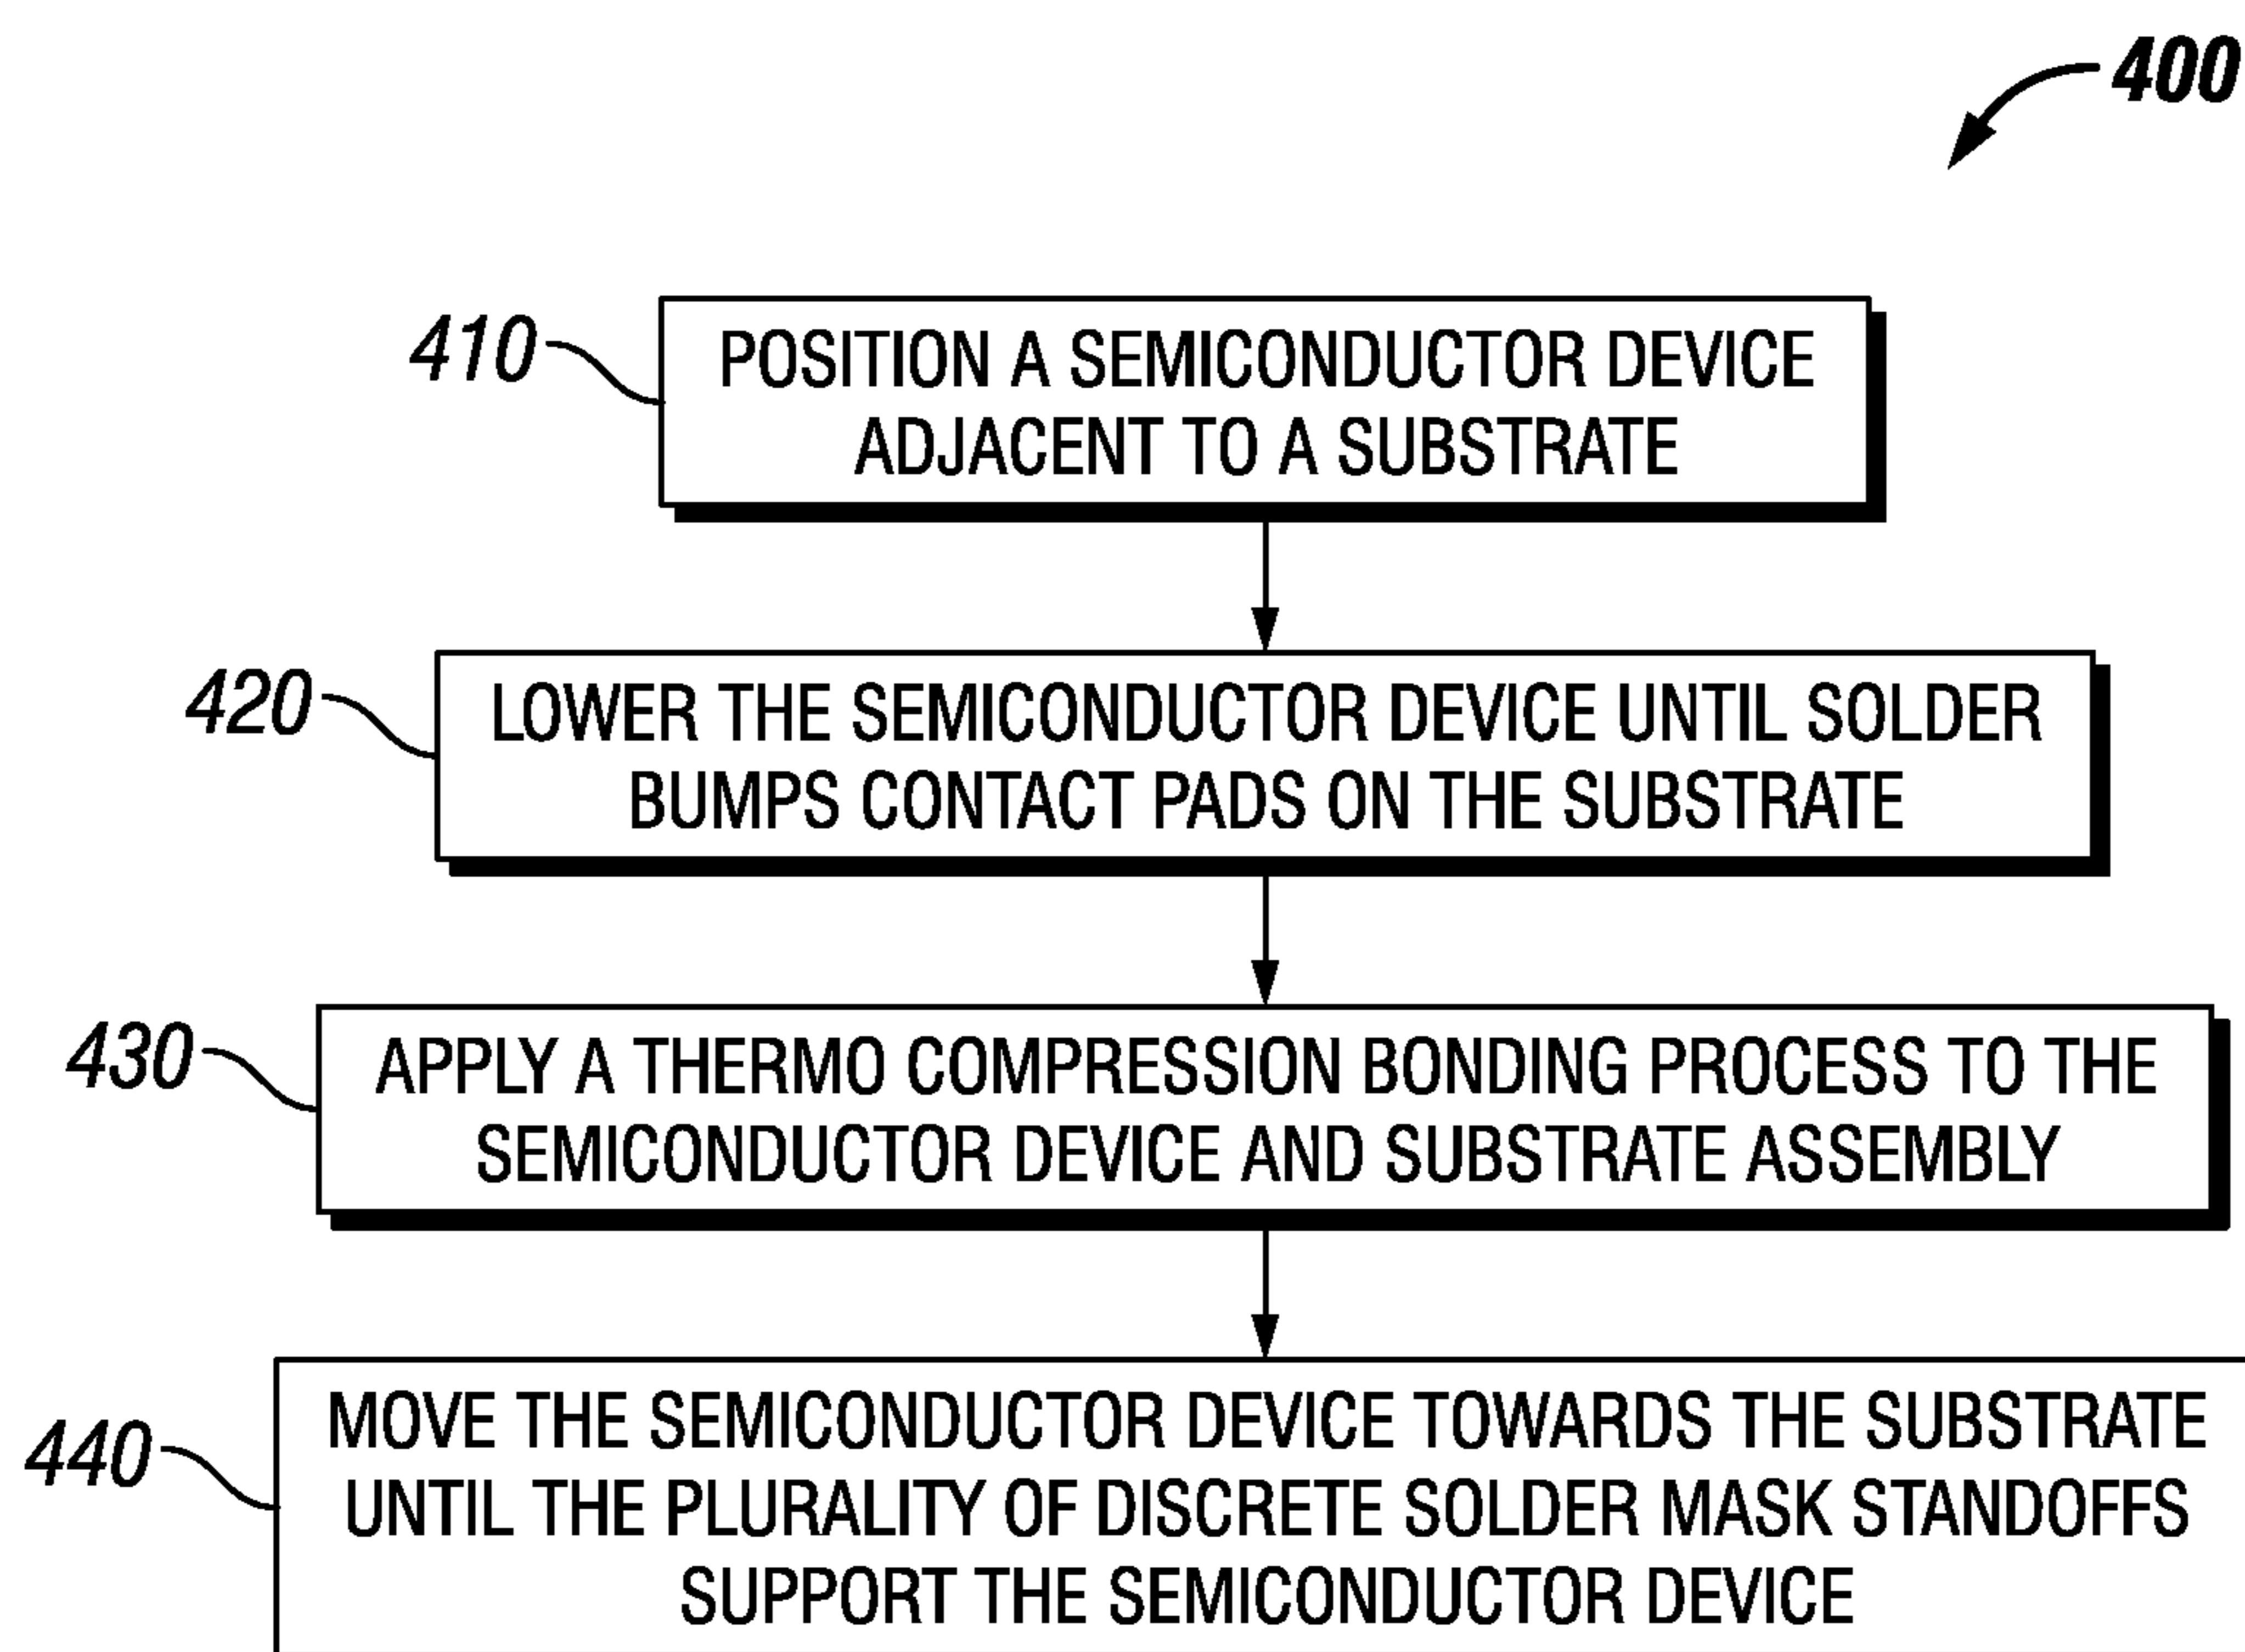 400
410
POSITION A SEMICONDUCTOR DEVICE
ADJACENT TO A SUBSTRATE
420
LOWER THE SEMICONDUCTOR DEVICE UNTIL SOLDER
BUMPS CONTACT PADS ON THE SUBSTRATE
430
APPLY A THERMO COMPRESSION BONDING PROCESS TO THE
SEMICONDUCTOR DEVICE AND SUBSTRATE ASSEMBLY
440
MOVE THE SEMICONDUCTOR DEVICE TOWARDS THE SUBSTRATE
UNTIL THE PLURALITY OF DISCRETE SOLDER MASK STANDOFFS
SUPPORT THE SEMICONDUCTOR DEVICE